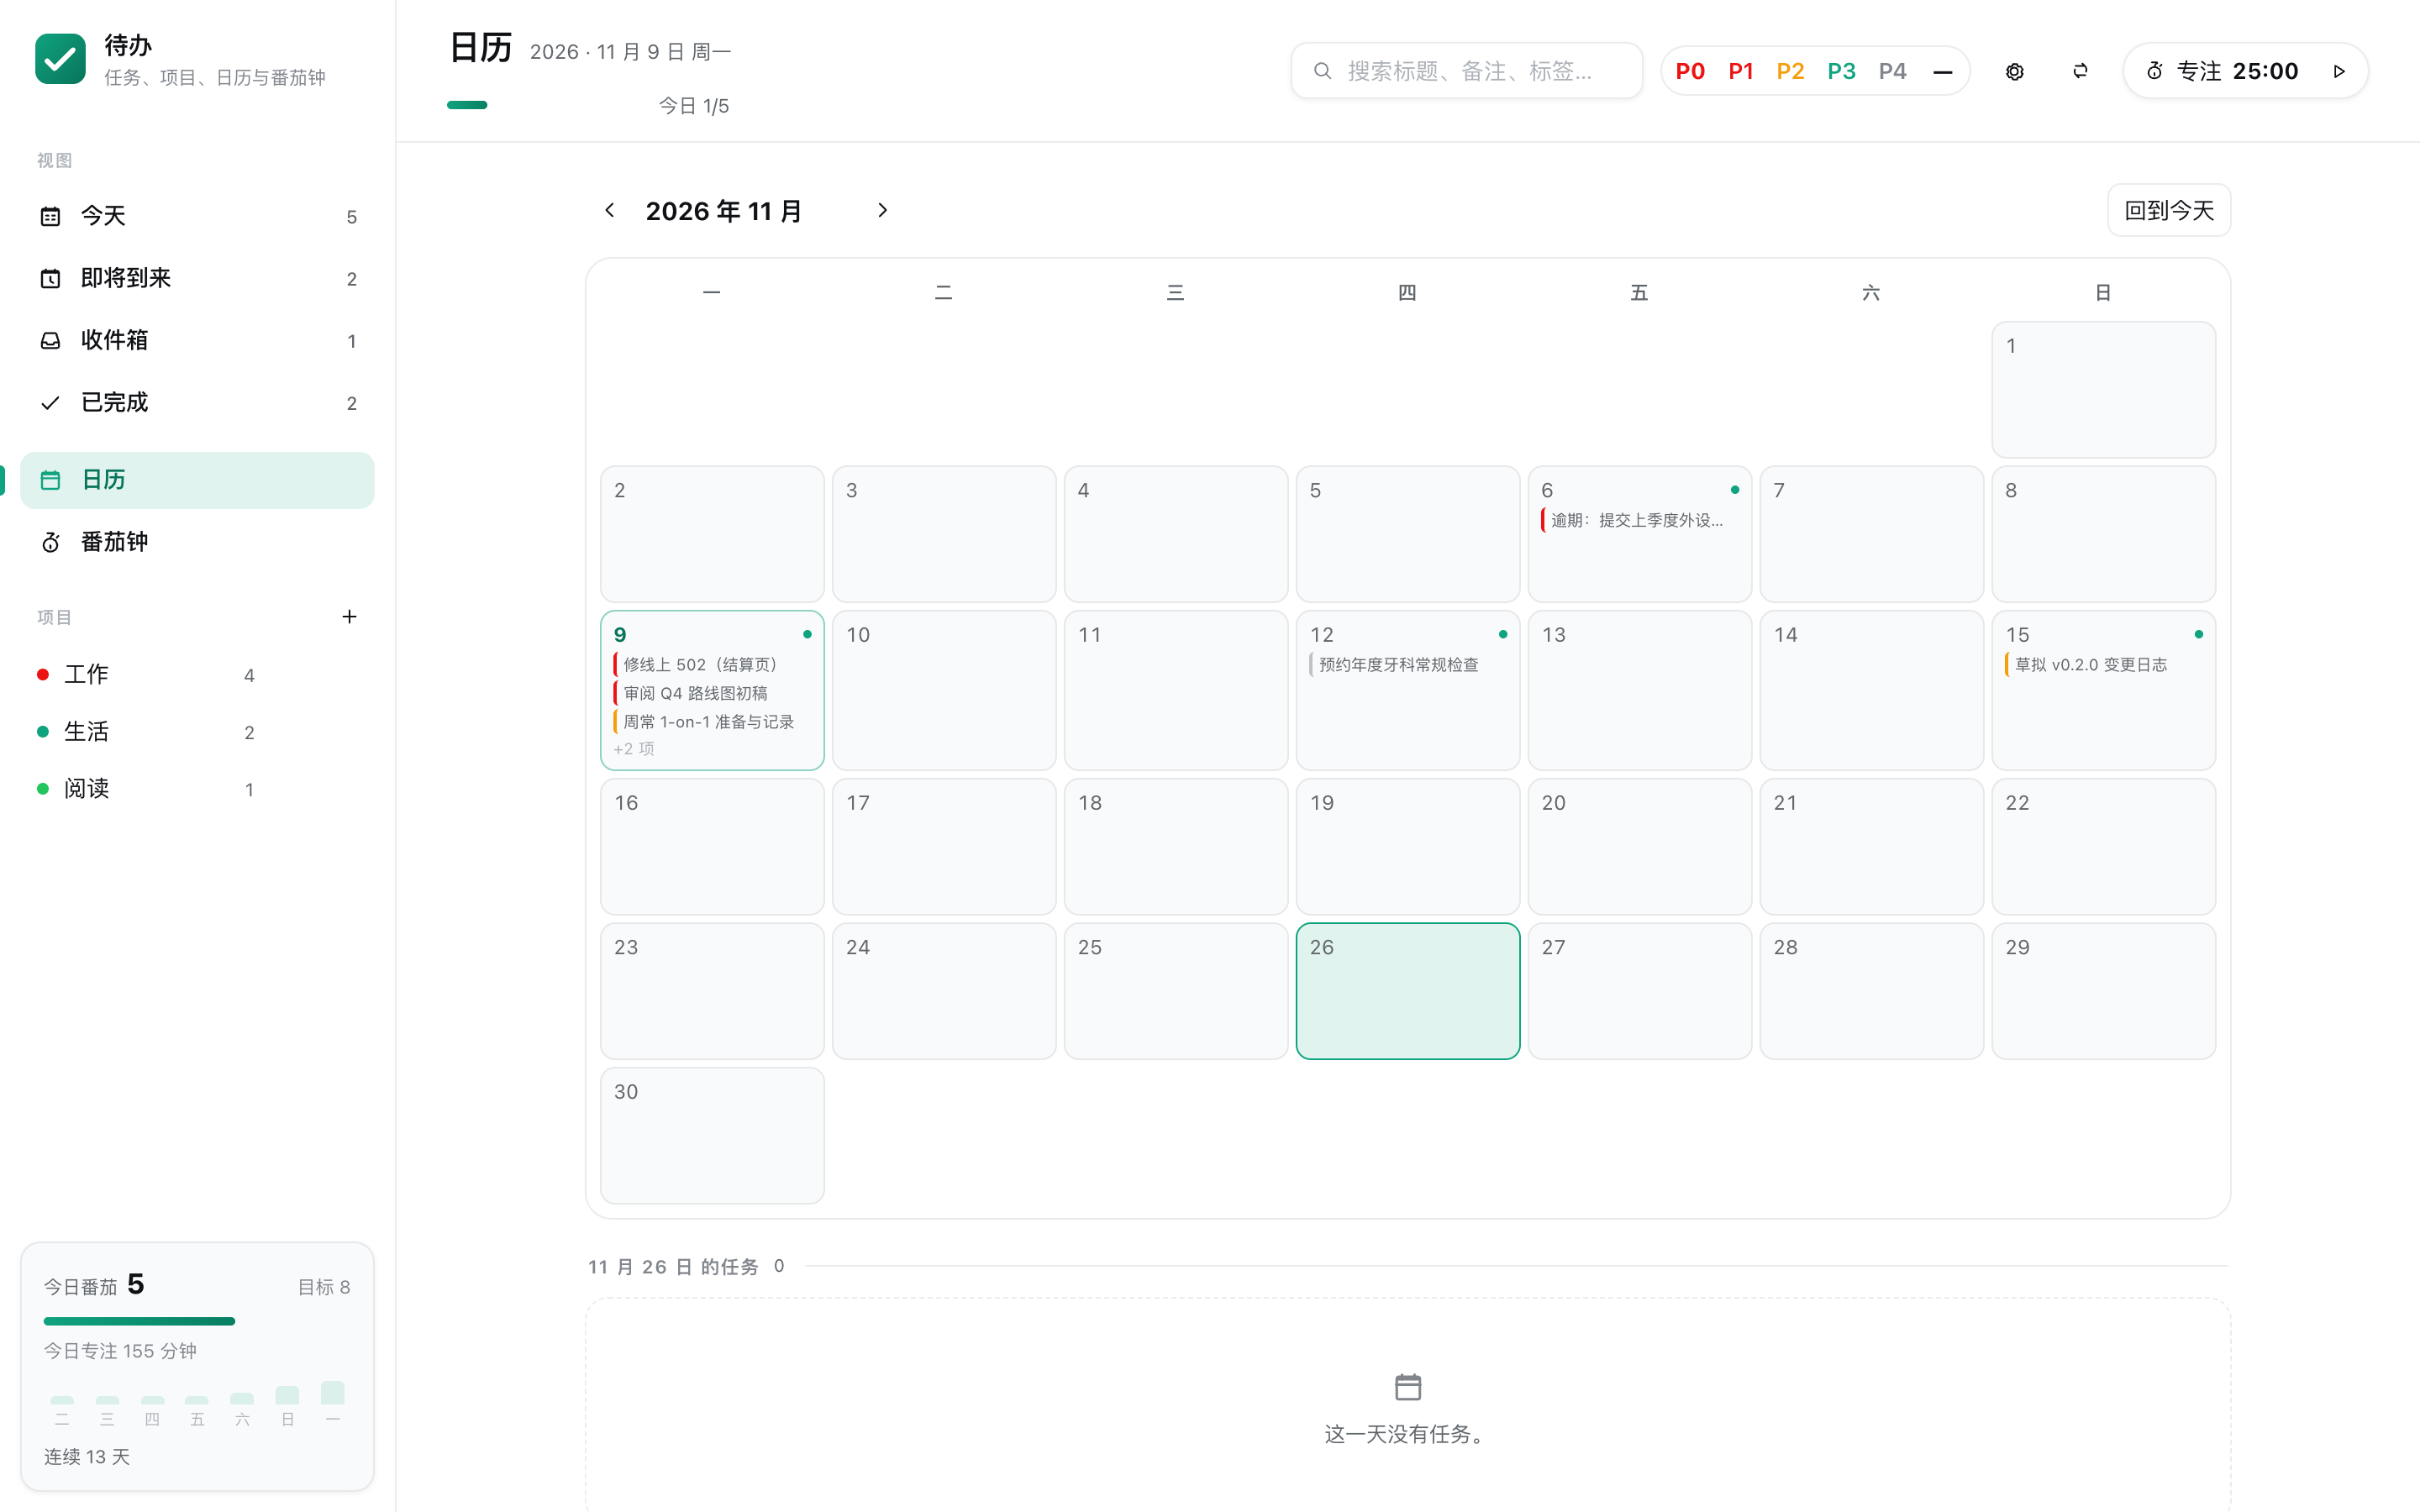 待办
任务、项目、日历与番茄钟
视图
今天 5
即将到来 2
收件箱 1
已完成 2
日历
番茄钟
项目
工作 4
生活 2
阅读 1
今日番茄 5 目标 8
今日专注 155 分钟
二 三 四 五 六 日 一
连续 13 天
日历 2026 · 11 月 9 日 周一
今日 1/5
搜索标题、备注、标签...
P0 P1 P2 P3 P4 —
专注 25:00
2026 年 11 月
回到今天
一 二 三 四 五 六 日
1
2 3 4 5 6 7 8
逾期：提交上季度外设...
9 10 11 12 13 14 15
修线上 502（结算页）
审阅 Q4 路线图初稿
周常 1-on-1 准备与记录
+2 项
预约年度牙科常规检查
草拟 v0.2.0 变更日志
16 17 18 19 20 21 22
23 24 25 26 27 28 29
30
11 月 26 日 的任务 0
这一天没有任务。